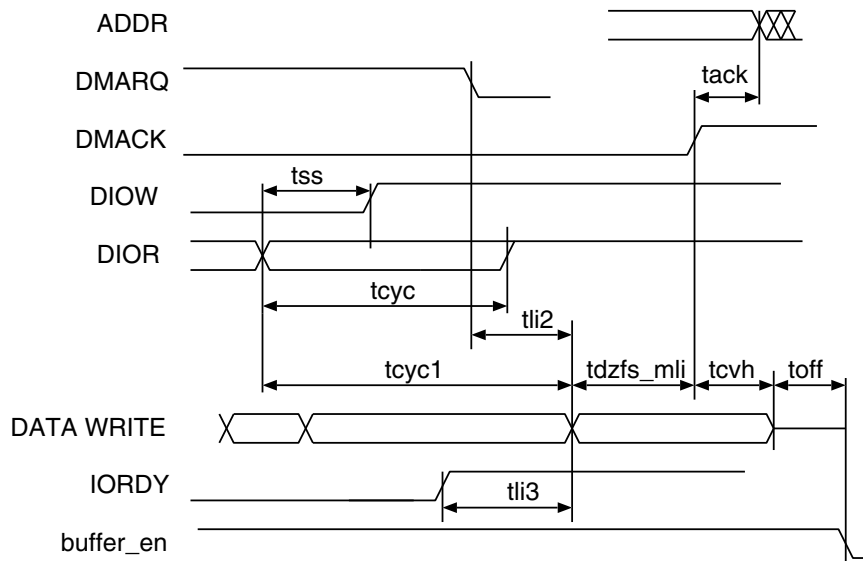 ADDR
DMARQ
tack
DMACK
tss
DIOW
DIOR
tcyc
tli2
tcyc1 tdzfs_mli tcvh toff
DATA WRITE
IORDY
tli3
buffer_en